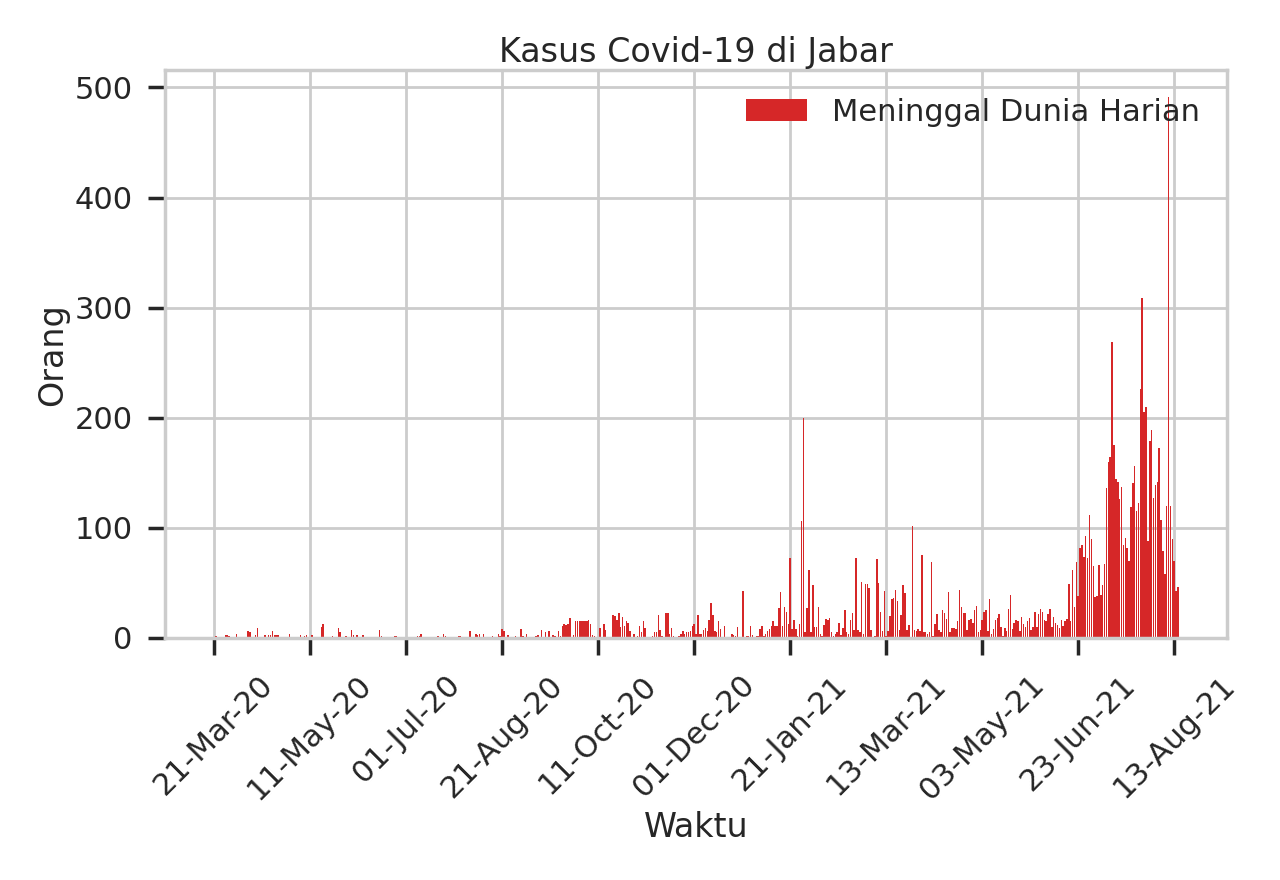 Kasus Covid-19 di Jabar
Meninggal Dunia Harian
500
400
300
200
100
0
Orang
21-Mar-20
11-May-20
01-Jul-20
21-Aug-20
11-Oct-20
01-Dec-20
21-Jan-21
13-Mar-21
03-May-21
23-Jun-21
13-Aug-21
Waktu